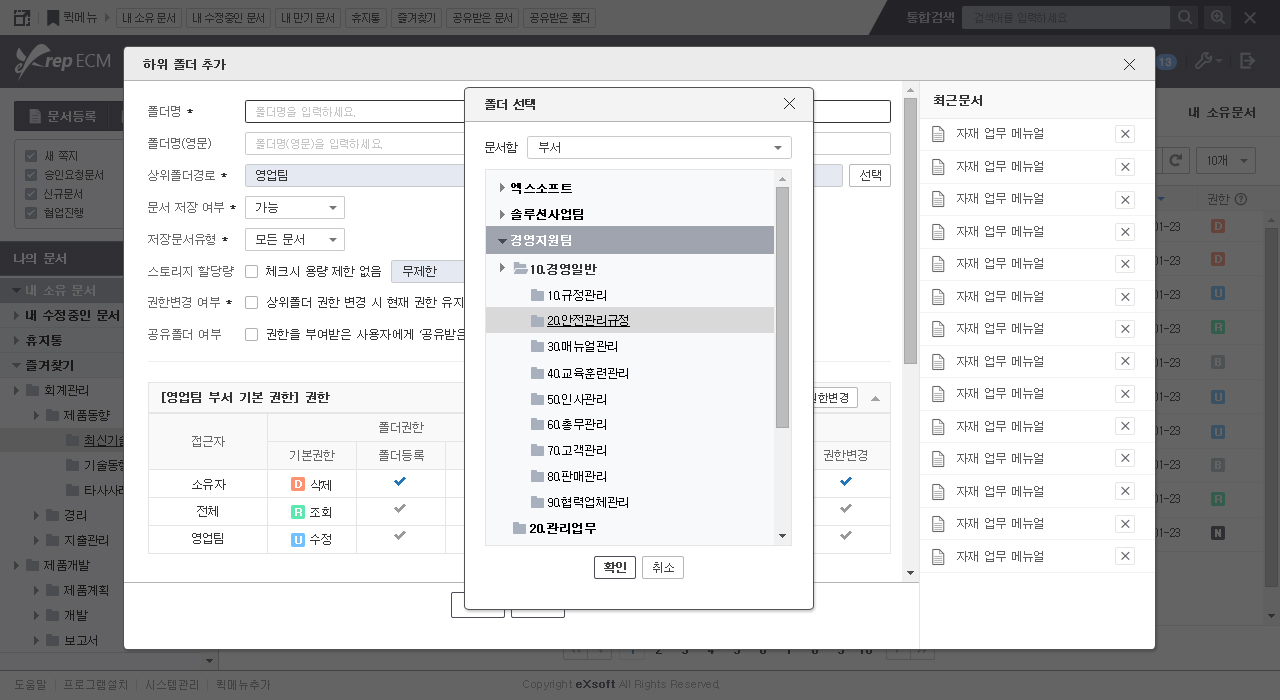 퀵메뉴 내 소유 문서 내 수정중인 문서 내 만기 문서 휴지통 즐겨찾기 공유받은 문서 공유받은 폴더 통합검색 검색어를 입력하세요
Xrep ECM 13
하위 폴더 추가
폴더명 *
폴더명을 입력하세요.
폴더명(영문)
폴더명(영문)을 입력하세요.
상위폴더경로 *
영업팀
선택
문서 저장 여부 *
가능
저장문서유형 *
모든 문서
스토리지 할당량
체크시 용량 제한 없음
무제한
권한변경 여부 *
상위폴더 권한 변경 시 현재 권한 유지
공유폴더 여부
권한을 부여받은 사용자에게 '공유받은
[영업팀 부서 기본 권한] 권한
권한변경
접근자
폴더권한
기본권한
폴더등록
권한변경
소유자 D 삭제
전체 R 조회
영업팀 U 수정
폴더 선택
문서함
부서
엑스소프트
솔루션사업팀
경영지원팀
10.경영일반
10.규정관리
20.안전관리규정
30.매뉴얼관리
40.교육훈련관리
50.인사관리
60.총무관리
70.고객관리
80.판매관리
90.협력업체관리
20.관리업무
확인 취소
최근문서
자재 업무 메뉴얼
자재 업무 메뉴얼
자재 업무 메뉴얼
자재 업무 메뉴얼
자재 업무 메뉴얼
자재 업무 메뉴얼
자재 업무 메뉴얼
자재 업무 메뉴얼
자재 업무 메뉴얼
자재 업무 메뉴얼
자재 업무 메뉴얼
자재 업무 메뉴얼
자재 업무 메뉴얼
자재 업무 메뉴얼
문서등록
새 쪽지
승인요청문서
신규문서
협업진행
나의 문서
내 소유 문서
내 수정중인 문서
휴지통
즐겨찾기
회계관리
제품동향
최신기술
기술동향
타사사례
경리
지출관리
제품개발
제품계획
개발
보고서
내 소유문서
10개
권한
01-23 D
01-23 D
01-23 U
01-23 R
01-23 B
01-23 U
01-23 U
01-23 B
01-23 R
01-23 N
1 2 3 4 5 6 7 8 9 10
도움말 프로그램설치 시스템관리 퀵메뉴추가
Copyright eXsoft All Rights Reserved.